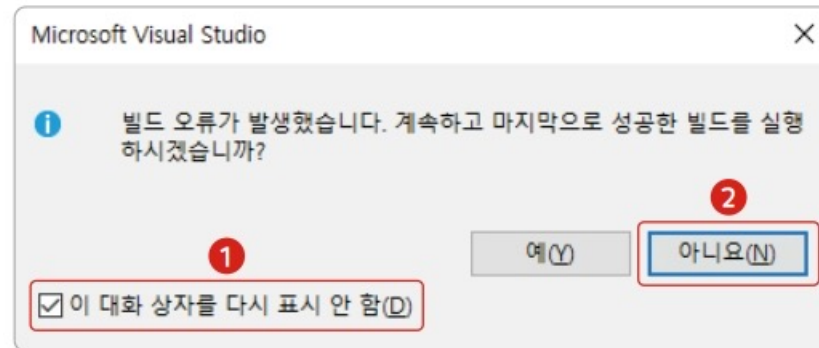 Microsoft Visual Studio
빌드 오류가 발생했습니다. 계속하고 마지막으로 성공한 빌드를 실행
하시겠습니까?
2
1
예(Y) 아니요(N)
이 대화 상자를 다시 표시 안 함(D)